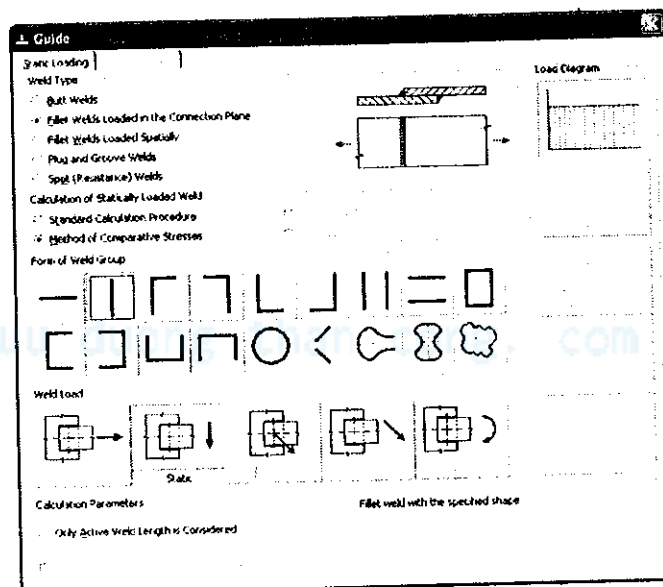 Guide
Static Loading
Weld Type
Load Diagram
Butt Welds
Fillet Welds Loaded in the Connection Plane
Fillet Welds Loaded Spatially
Plug and Groove Welds
Spot (Resistance) Welds
Calculation of Statically Loaded Weld
Standard Calculation Procedure
Method of Comparative Stresses
Form of Weld Group
com
Weld Load
Static
Calculation Parameters
Fillet weld with the specified shape
Only Active Weld Length is Considered